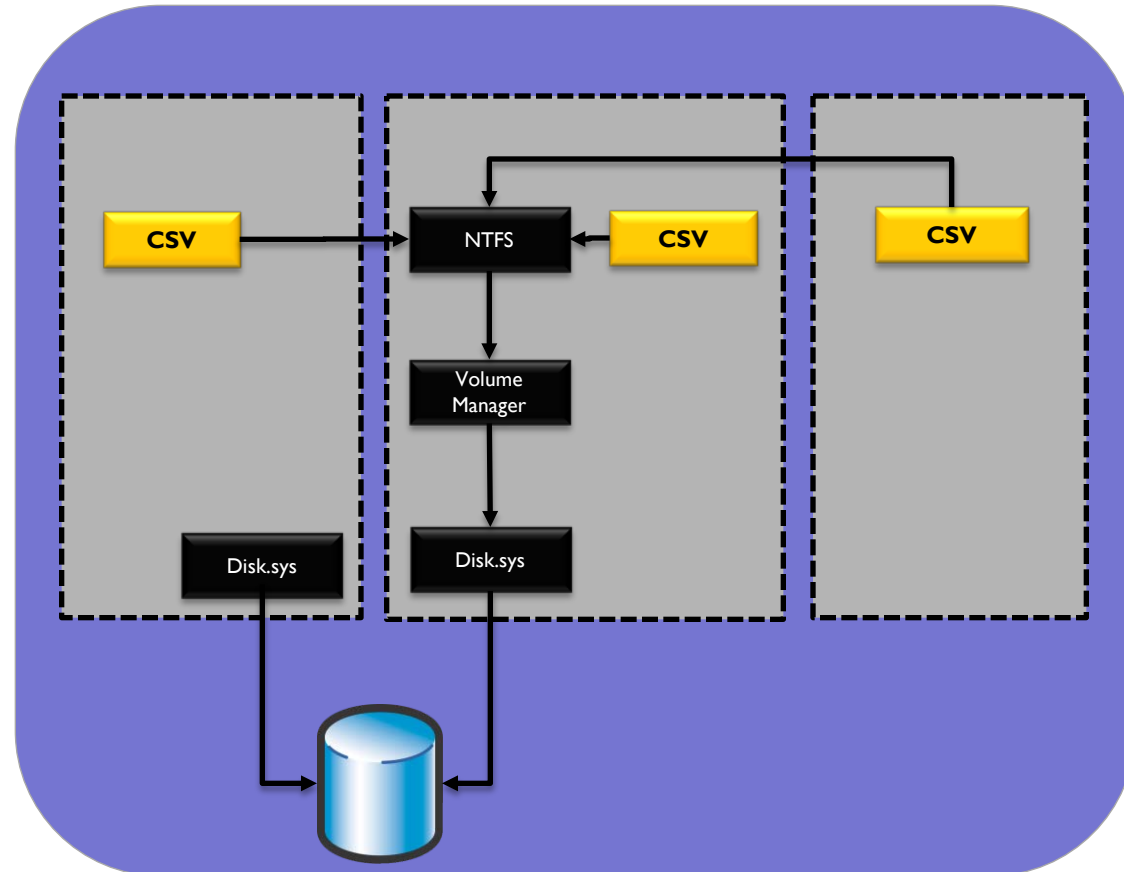 CSV
NTFS
CSV
CSV
Volume
Manager
Disk.sys
Disk.sys